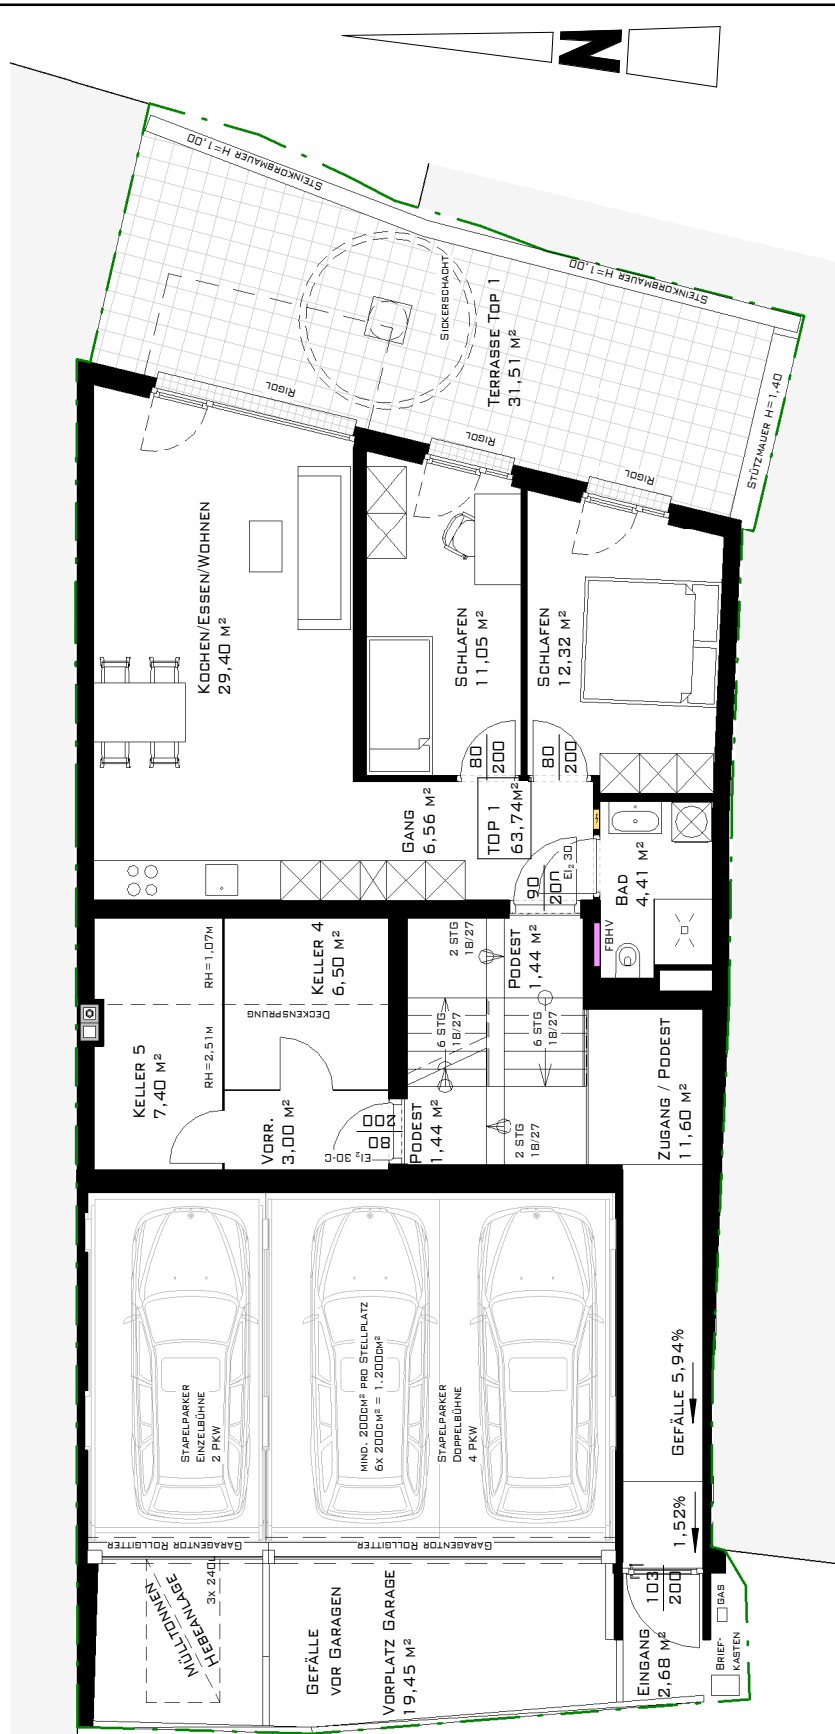 N
STEINKORBMAUER H=1,00
STEINKORBMAUER H=1,00
SICKERSCHACHT
TERRASSE TOP 1
31,51 M²
STÜTZMAUER H=1,40
RIGOL
RIGOL
RIGOL
KOCHEN/ESSEN/WOHNEN
29,40 M²
SCHLAFEN
11,05 M²
SCHLAFEN
12,32 M²
80
200
80
200
GANG
6,56 M²
TOP 1
63,74M²
90
200
EI₂ 30
BAD
4,41 M²
FBHV
KELLER 4
6,50 M²
RH=1,07M
DECKENSPRUNG
RH=2,51M
KELLER 5
7,40 M²
VORR.
3,00 M²
80
200
EI₂ 30-C
2 STG
18/27
PODEST
1,44 M²
6 STG
18/27
6 STG
18/27
PODEST
1,44 M²
2 STG
18/27
ZUGANG / PODEST
11,60 M²
STAPELPARKER
EINZELBÜHNE
2 PKW
MIND. 200CM² PRO STELLPLATZ
6X 200CM² = 1.200CM²
STAPELPARKER
DOPPELBÜHNE
4 PKW
GEFÄLLE 5,94%
1,52%
GARAGENTOR ROLLGITTER
GARAGENTOR ROLLGITTER
MÜLLTONNEN
HEBEANLAGE
3X 240L
GEFÄLLE
VOR GARAGEN
VORPLATZ GARAGE
19,45 M²
EINGANG
2,68 M²
103
200
BRIEF-
KASTEN
GAS